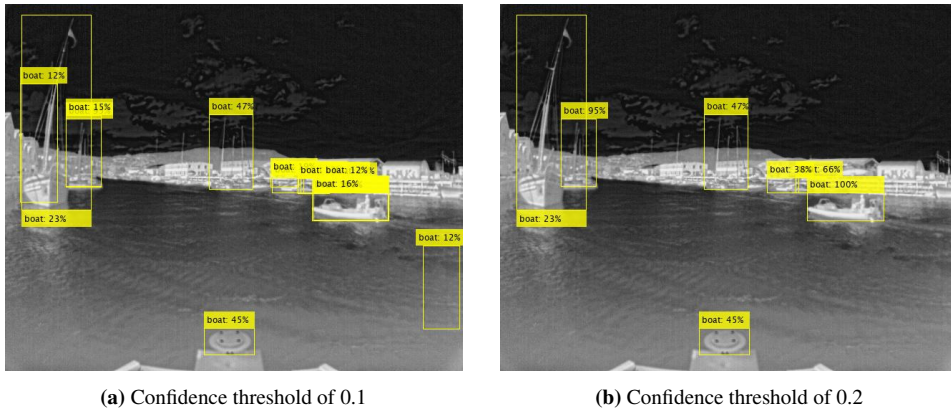 boat: 12%
boat: 15%
boat: 47%
boat:
boat: boat: 12%
boat: 16%
boat: 23%
boat: 12%
boat: 45%
(a) Confidence threshold of 0.1
boat: 95%
boat: 47%
38% t: 66%
boat: 100%
boat: 23%
boat: 45%
(b) Confidence threshold of 0.2